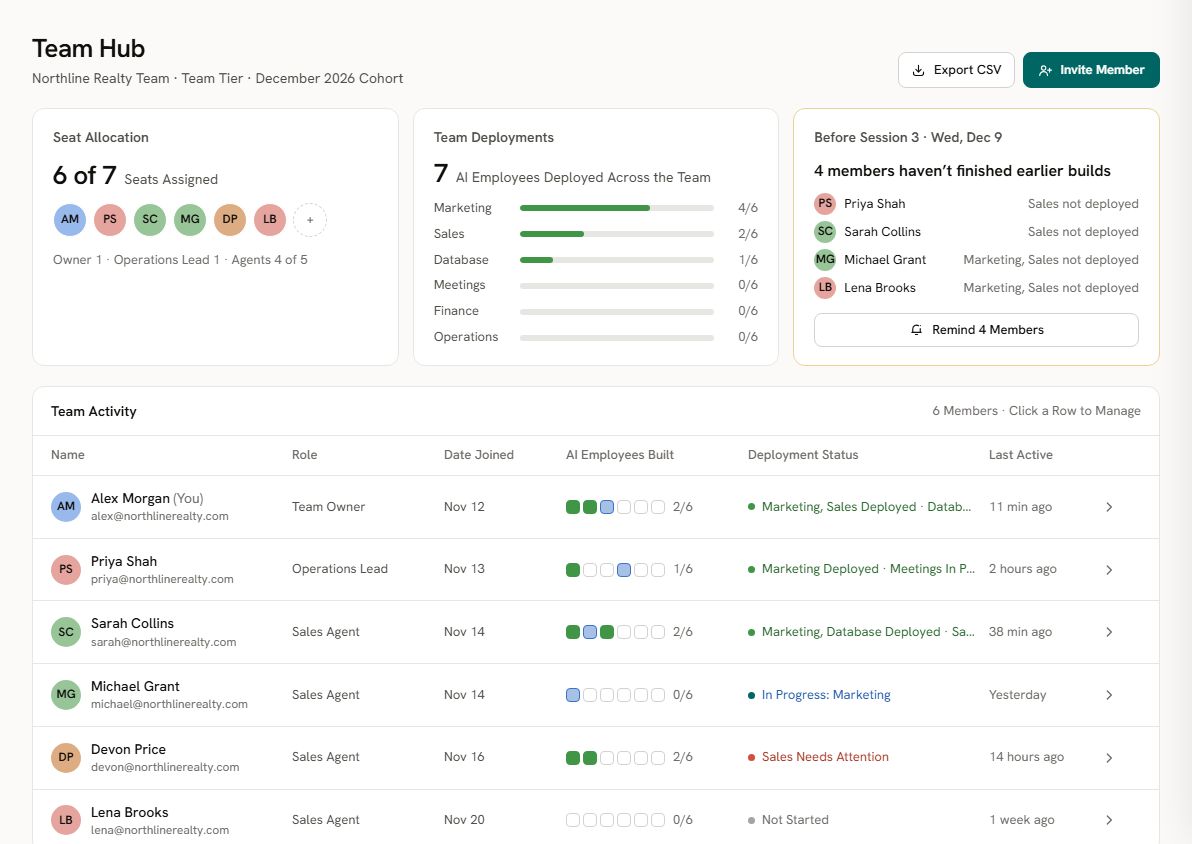 Team Hub
Northline Realty Team · Team Tier · December 2026 Cohort
Export CSV
Invite Member
Seat Allocation
6 of 7 Seats Assigned
AM PS SC MG DP LB +
Owner 1 · Operations Lead 1 · Agents 4 of 5
Team Deployments
7 AI Employees Deployed Across the Team
Marketing 4/6
Sales 2/6
Database 1/6
Meetings 0/6
Finance 0/6
Operations 0/6
Before Session 3 · Wed, Dec 9
4 members haven’t finished earlier builds
PS Priya Shah Sales not deployed
SC Sarah Collins Sales not deployed
MG Michael Grant Marketing, Sales not deployed
LB Lena Brooks Marketing, Sales not deployed
Remind 4 Members
Team Activity 6 Members · Click a Row to Manage
Name Role Date Joined AI Employees Built Deployment Status Last Active
AM Alex Morgan (You) Team Owner Nov 12 2/6 Marketing, Sales Deployed · Datab... 11 min ago
alex@northlinerealty.com
PS Priya Shah Operations Lead Nov 13 1/6 Marketing Deployed · Meetings In P... 2 hours ago
priya@northlinerealty.com
SC Sarah Collins Sales Agent Nov 14 2/6 Marketing, Database Deployed · Sa... 38 min ago
sarah@northlinerealty.com
MG Michael Grant Sales Agent Nov 14 0/6 In Progress: Marketing Yesterday
michael@northlinerealty.com
DP Devon Price Sales Agent Nov 16 2/6 Sales Needs Attention 14 hours ago
devon@northlinerealty.com
LB Lena Brooks Sales Agent Nov 20 0/6 Not Started 1 week ago
lena@northlinerealty.com